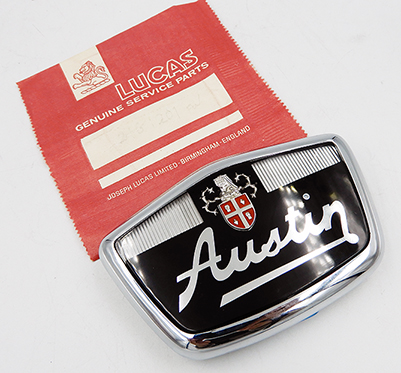 LUCAS
GENUINE SERVICE PARTS
JOSEPH LUCAS LIMITED · BIRMINGHAM · ENGLAND
Austin